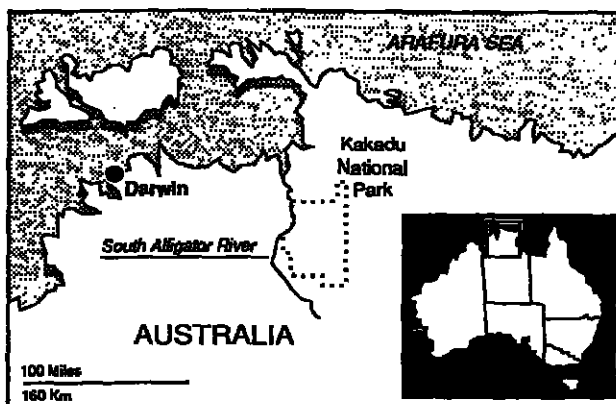 ARAFURA SEA
Kakadu
National
Park
Darwin
South Alligator River
AUSTRALIA
100 Miles
160 Km